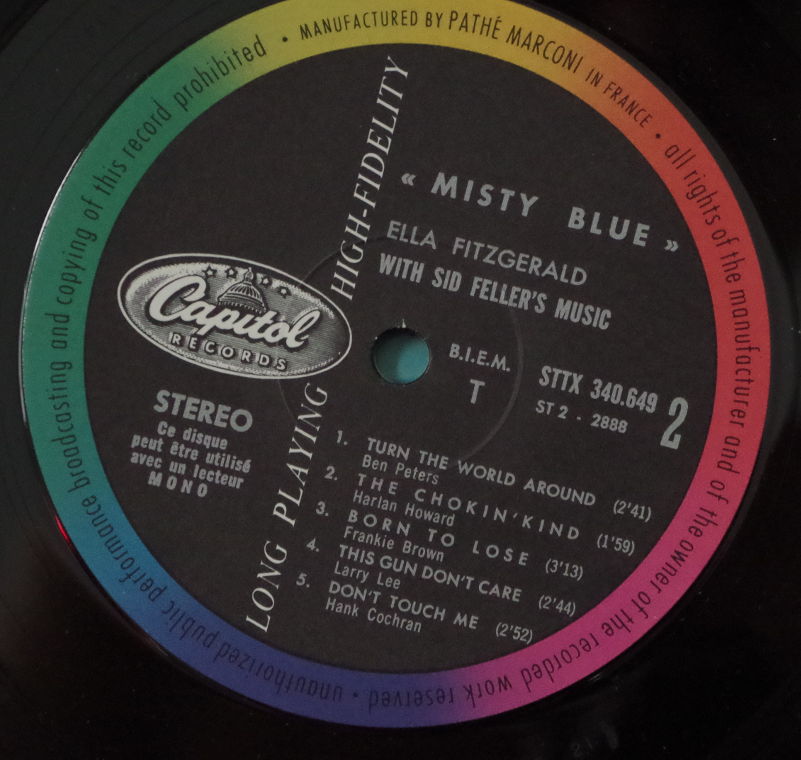 • MANUFACTURED BY PATHÉ MARCONI IN FRANCE • all rights of the manufacturer and of the owner of the recorded work reserved • unauthorized public performance broadcasting and copying of this record prohibited
LONG PLAYING HIGH-FIDELITY
« MISTY BLUE »
ELLA FITZGERALD
WITH SID FELLER'S MUSIC
Capitol
RECORDS
B.I.E.M.
T
STTX 340.649
ST 2 - 2888
2
STEREO
Ce disque
peut être utilisé
avec un lecteur
MONO
1. TURN THE WORLD AROUND (2'41)
Ben Peters
2. THE CHOKIN'KIND (1'59)
Harlan Howard
3. BORN TO LOSE (3'13)
Frankie Brown
4. THIS GUN DON'T CARE (2'44)
Larry Lee
5. DON'T TOUCH ME (2'52)
Hank Cochran